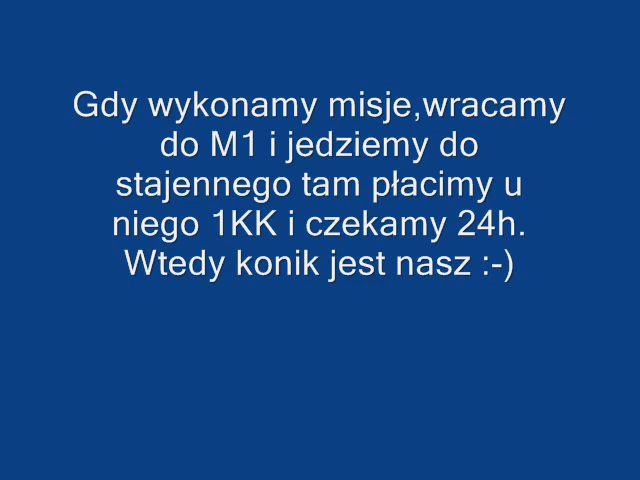 Gdy wykonamy misje,wracamy
do M1 i jedziemy do
stajennego tam płacimy u
niego 1KK i czekamy 24h.
Wtedy konik jest nasz :-)